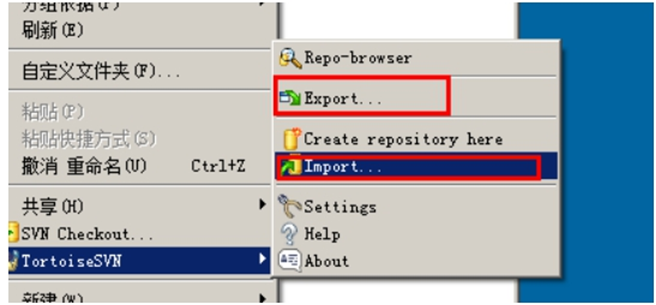 分组依据(U)
刷新(E)
自定义文件夹(F)...
粘贴(P)
粘贴快捷方式(S)
撤消 重命名(U) Ctrl+Z
共享(H)
SVN Checkout...
TortoiseSVN
新建(W)
Repo-browser
Export...
Create repository here
Import...
Settings
Help
About